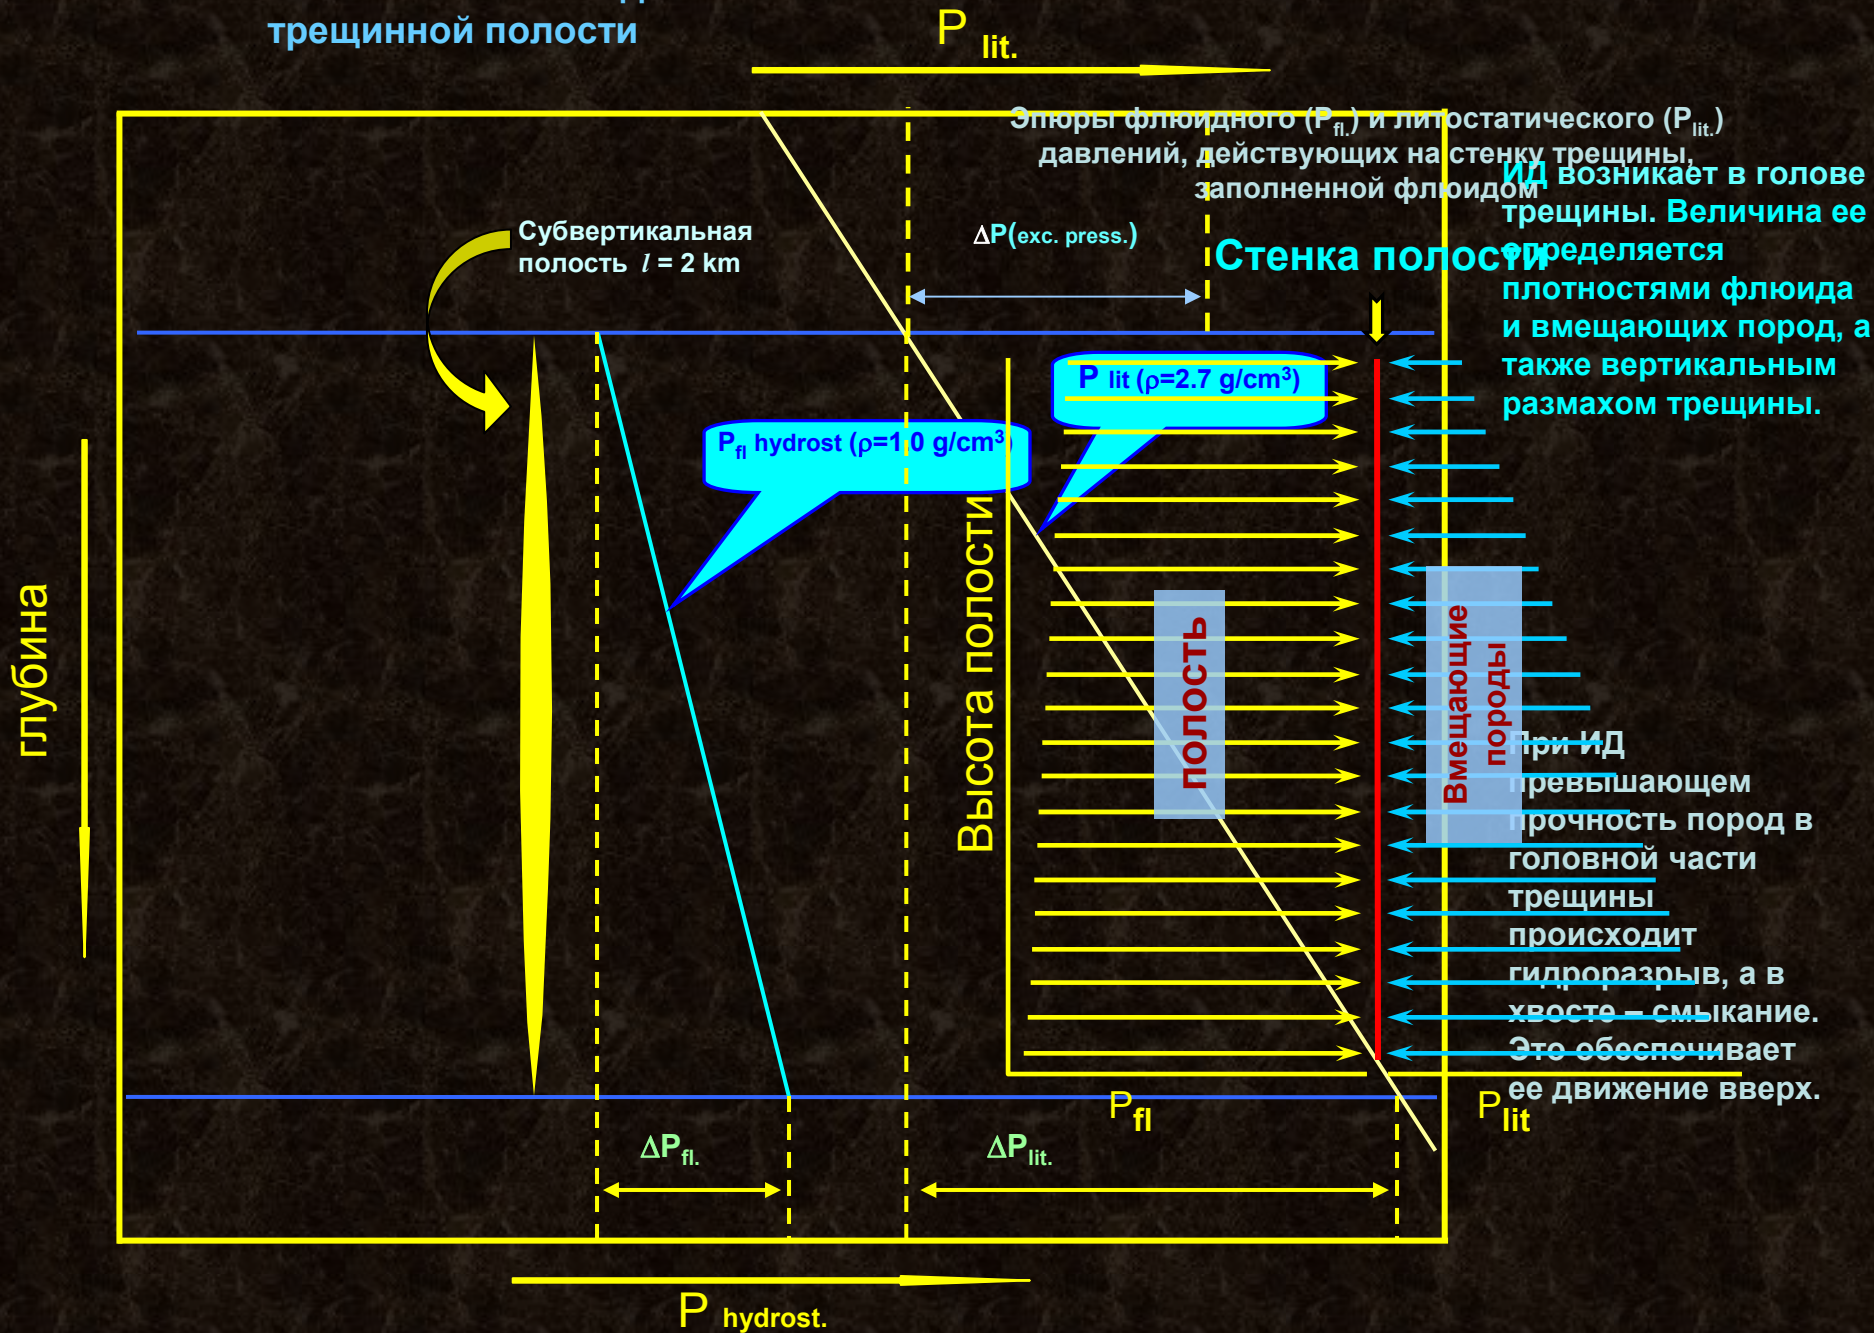 трещинной полости
P lit.
Эпюры флюидного (Pfl.) и литостатического (Plit.)
давлений, действующих на стенку трещины,
заполненной флюидом
ИД возникает в голове
трещины. Величина ее
определяется
плотностями флюида
и вмещающих пород, а
также вертикальным
размахом трещины.
Субвертикальная
полость l = 2 km
ΔP(exc. press.)
Стенка полости
P lit (ρ=2.7 g/cm³)
Pfl hydrost (ρ=1.0 g/cm³)
глубина
Высота полости
полость
Вмещающие
породы
При ИД
превышающем
прочность пород в
головной части
трещины
происходит
гидроразрыв, а в
хвосте – смыкание.
Это обеспечивает
ее движение вверх.
Pfl
Plit
ΔPfl.
ΔPlit.
P hydrost.